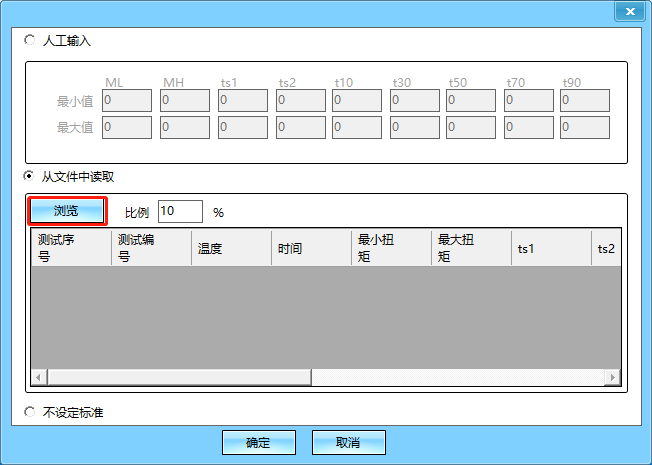 人工输入
ML MH ts1 ts2 t10 t30 t50 t70 t90
最小值 0 0 0 0 0 0 0 0 0
最大值 0 0 0 0 0 0 0 0 0
从文件中读取
浏览 比例 10 %
测试序号 测试编号 温度 时间 最小扭矩 最大扭矩 ts1 ts2
不设定标准
确定 取消